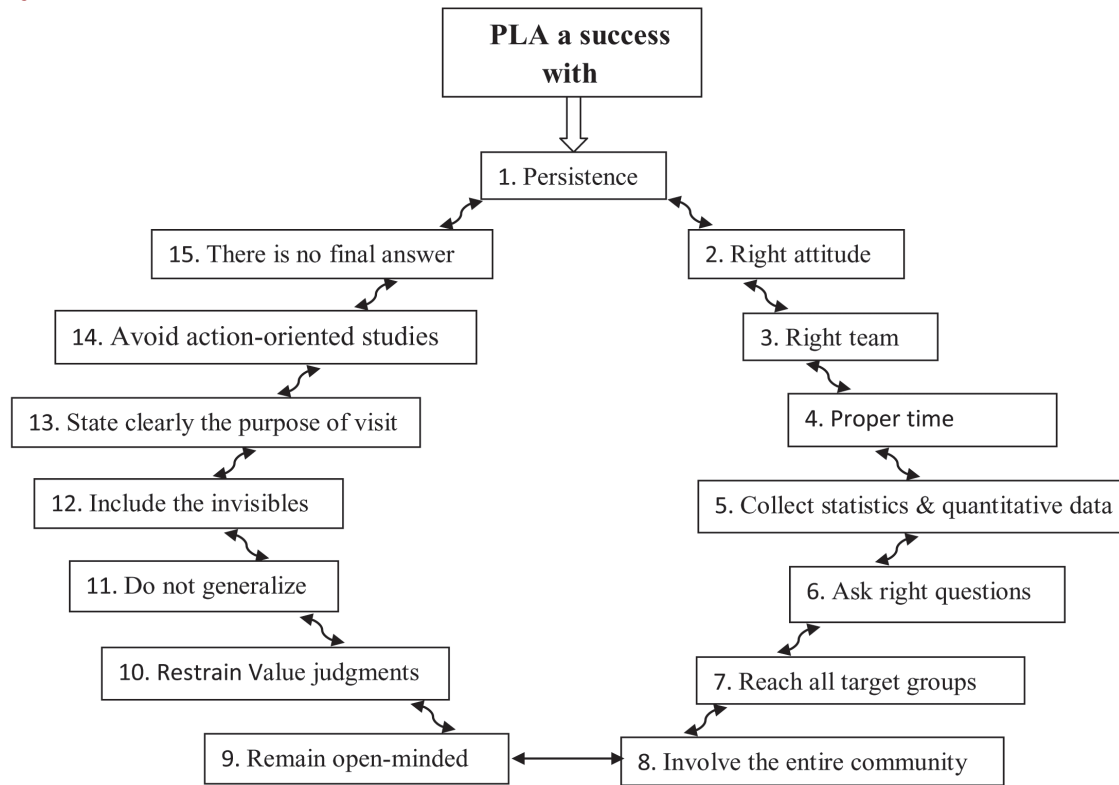 PLA a success
with
1. Persistence
2. Right attitude
3. Right team
4. Proper time
5. Collect statistics & quantitative data
6. Ask right questions
7. Reach all target groups
8. Involve the entire community
9. Remain open-minded
10. Restrain Value judgments
11. Do not generalize
12. Include the invisibles
13. State clearly the purpose of visit
14. Avoid action-oriented studies
15. There is no final answer